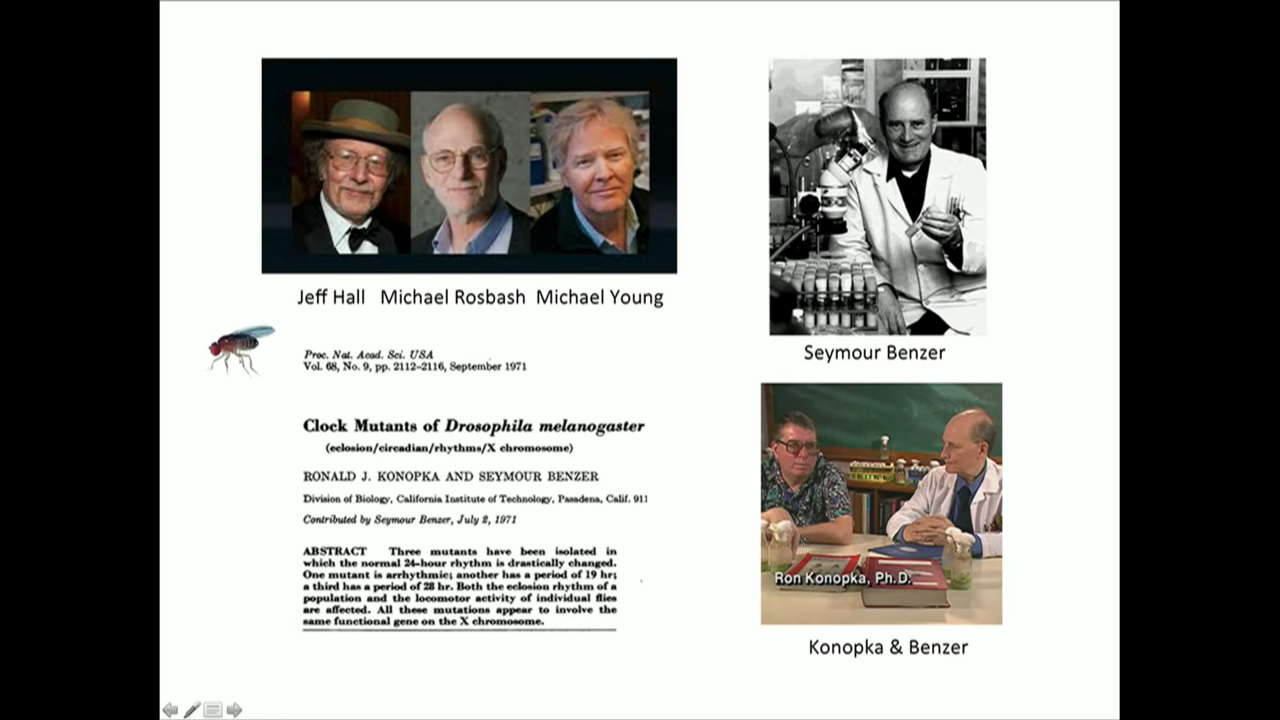 Jeff Hall Michael Rosbash Michael Young
Seymour Benzer
Proc. Nat. Acad. Sci. USA
Vol. 68, No. 9, pp. 2112–2116, September 1971
Clock Mutants of Drosophila melanogaster
(eclosion/circadian/rhythms/X chromosome)
RONALD J. KONOPKA AND SEYMOUR BENZER
Division of Biology, California Institute of Technology, Pasadena, Calif. 911
Contributed by Seymour Benzer, July 2, 1971
ABSTRACT Three mutants have been isolated in
which the normal 24-hour rhythm is drastically changed.
One mutant is arrhythmic; another has a period of 19 hr;
a third has a period of 28 hr. Both the eclosion rhythm of a
population and the locomotor activity of individual flies
are affected. All these mutations appear to involve the
same functional gene on the X chromosome.
Ron Konopka, Ph.D.
Konopka & Benzer